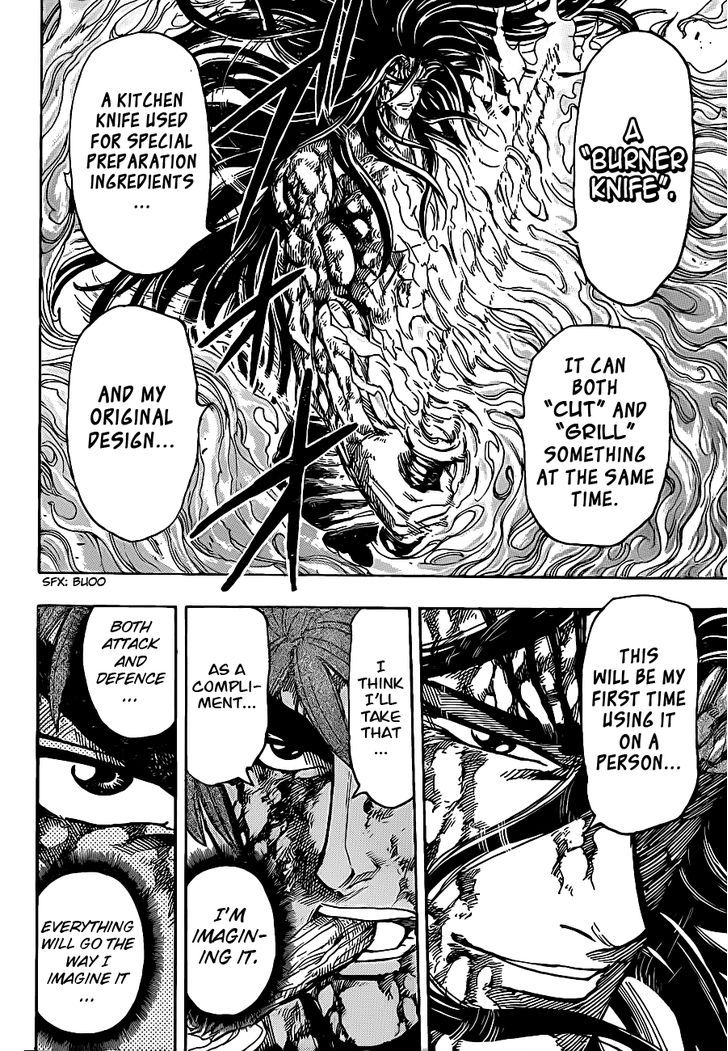 A
"BURNER
KNIFE",
IT CAN
BOTH
"CUT" AND
"GRILL"
SOMETHING
AT THE SAME
TIME.
A KITCHEN
KNIFE USED
FOR SPECIAL
PREPARATION
INGREDIENTS
...
AND MY
ORIGINAL
DESIGN...
SFX: BUOO
THIS
WILL BE MY
FIRST TIME
USING IT
ON A
PERSON...
I
THINK
I'LL
TAKE
THAT
...
AS A
COMPLI-
MENT...
I'M
IMAGIN-
ING IT.
BOTH
ATTACK
AND
DEFENCE
...
EVERYTHING
WILL GO THE
WAY I
IMAGINE IT
...